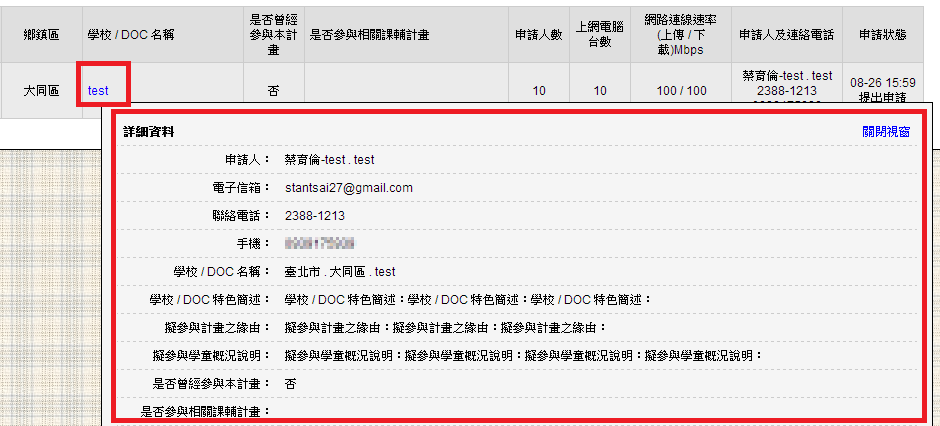 鄉鎮區 學校 / DOC 名稱 是否曾經參與本計畫 是否參與相關課輔計畫 申請人數 上網電腦台數 網路連線速率(上傳 / 下載)Mbps 申請人及連絡電話 申請狀態
大同區 test 否 10 10 100 / 100 蔡育倫-test . test 2388-1213 08-26 15:59 提出申請
詳細資料 關閉視窗
申請人： 蔡育倫-test . test
電子信箱： stantsai27@gmail.com
聯絡電話： 2388-1213
手機：
學校 / DOC 名稱： 臺北市 . 大同區 . test
學校 / DOC 特色簡述： 學校 / DOC 特色簡述：學校 / DOC 特色簡述：學校 / DOC 特色簡述：
擬參與計畫之緣由： 擬參與計畫之緣由：擬參與計畫之緣由：擬參與計畫之緣由：
擬參與學童概況說明： 擬參與學童概況說明：擬參與學童概況說明：擬參與學童概況說明：擬參與學童概況說明：
是否曾經參與本計畫： 否
是否參與相關課輔計畫：